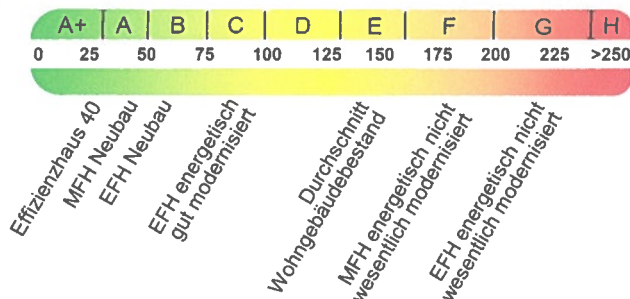 A+ A B C D E F G H
0 25 50 75 100 125 150 175 200 225 >250
Effizienzhaus 40
MFH Neubau
EFH Neubau
EFH energetisch
gut modernisiert
Durchschnitt
Wohngebäudebestand
MFH energetisch nicht
wesentlich modernisiert
EFH energetisch nicht
wesentlich modernisiert